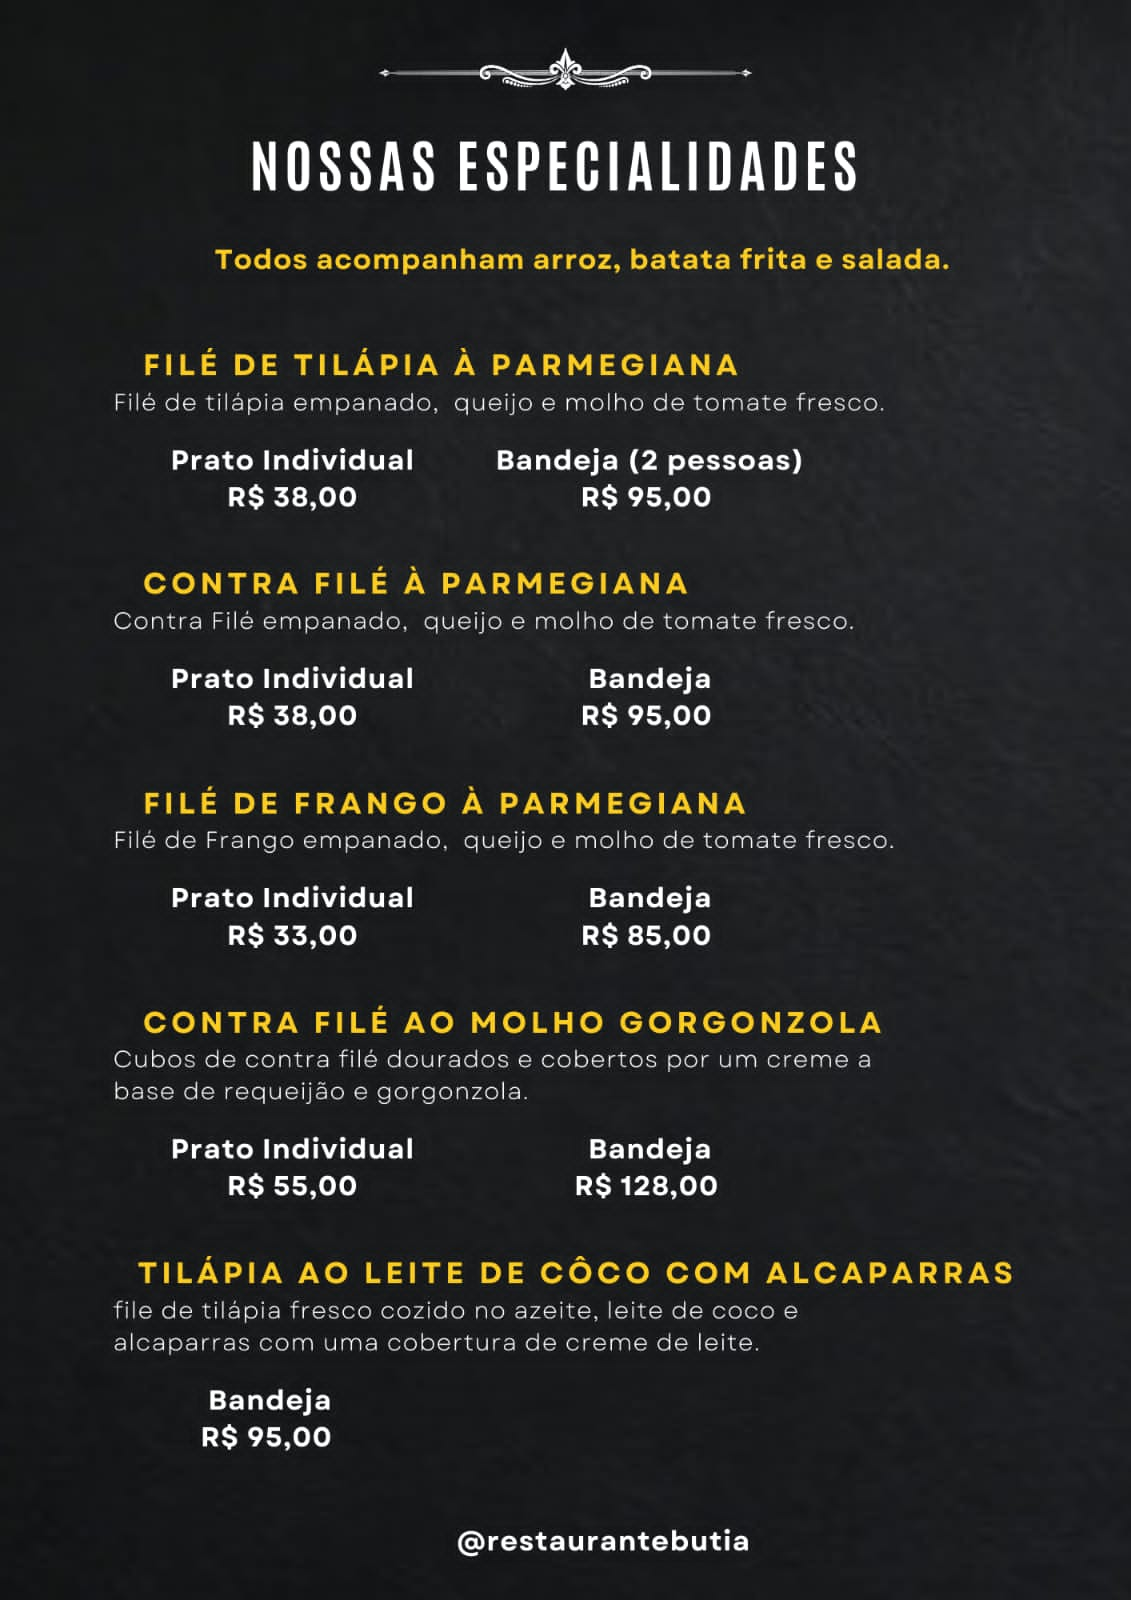 NOSSAS ESPECIALIDADES
Todos acompanham arroz, batata frita e salada.
FILÉ DE TILÁPIA À PARMEGIANA
Filé de tilápia empanado, queijo e molho de tomate fresco.
Prato Individual Bandeja (2 pessoas)
R$ 38,00 R$ 95,00
CONTRA FILÉ À PARMEGIANA
Contra Filé empanado, queijo e molho de tomate fresco.
Prato Individual Bandeja
R$ 38,00 R$ 95,00
FILÉ DE FRANGO À PARMEGIANA
Filé de Frango empanado, queijo e molho de tomate fresco.
Prato Individual Bandeja
R$ 33,00 R$ 85,00
CONTRA FILÉ AO MOLHO GORGONZOLA
Cubos de contra filé dourados e cobertos por um creme a
base de requeijão e gorgonzola.
Prato Individual Bandeja
R$ 55,00 R$ 128,00
TILÁPIA AO LEITE DE CÔCO COM ALCAPARRAS
file de tilápia fresco cozido no azeite, leite de coco e
alcaparras com uma cobertura de creme de leite.
Bandeja
R$ 95,00
@restaurantebutia